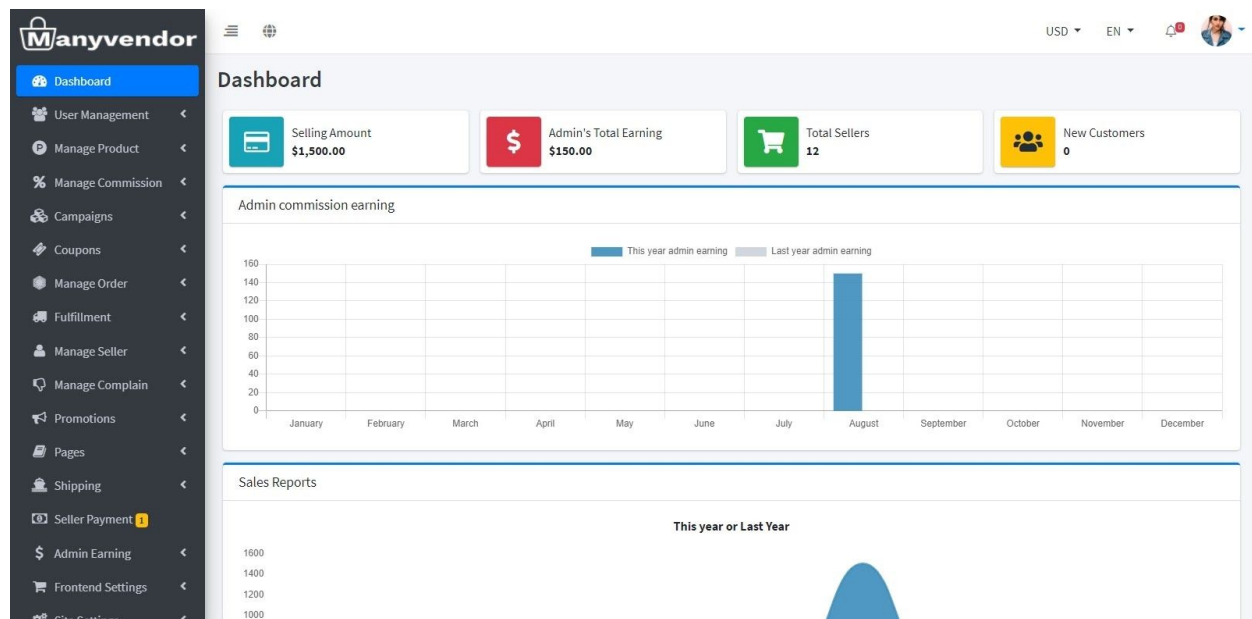 Manyvendor
USD EN 0
Dashboard
User Management
Manage Product
Manage Commission
Campaigns
Coupons
Manage Order
Fulfillment
Manage Seller
Manage Complain
Promotions
Pages
Shipping
Seller Payment 1
Admin Earning
Frontend Settings
Site Settings
Dashboard
Selling Amount
$1,500.00
Admin's Total Earning
$150.00
Total Sellers
12
New Customers
0
Admin commission earning
This year admin earning Last year admin earning
160
140
120
100
80
60
40
20
0
January February March April May June July August September October November December
Sales Reports
This year or Last Year
1600
1400
1200
1000